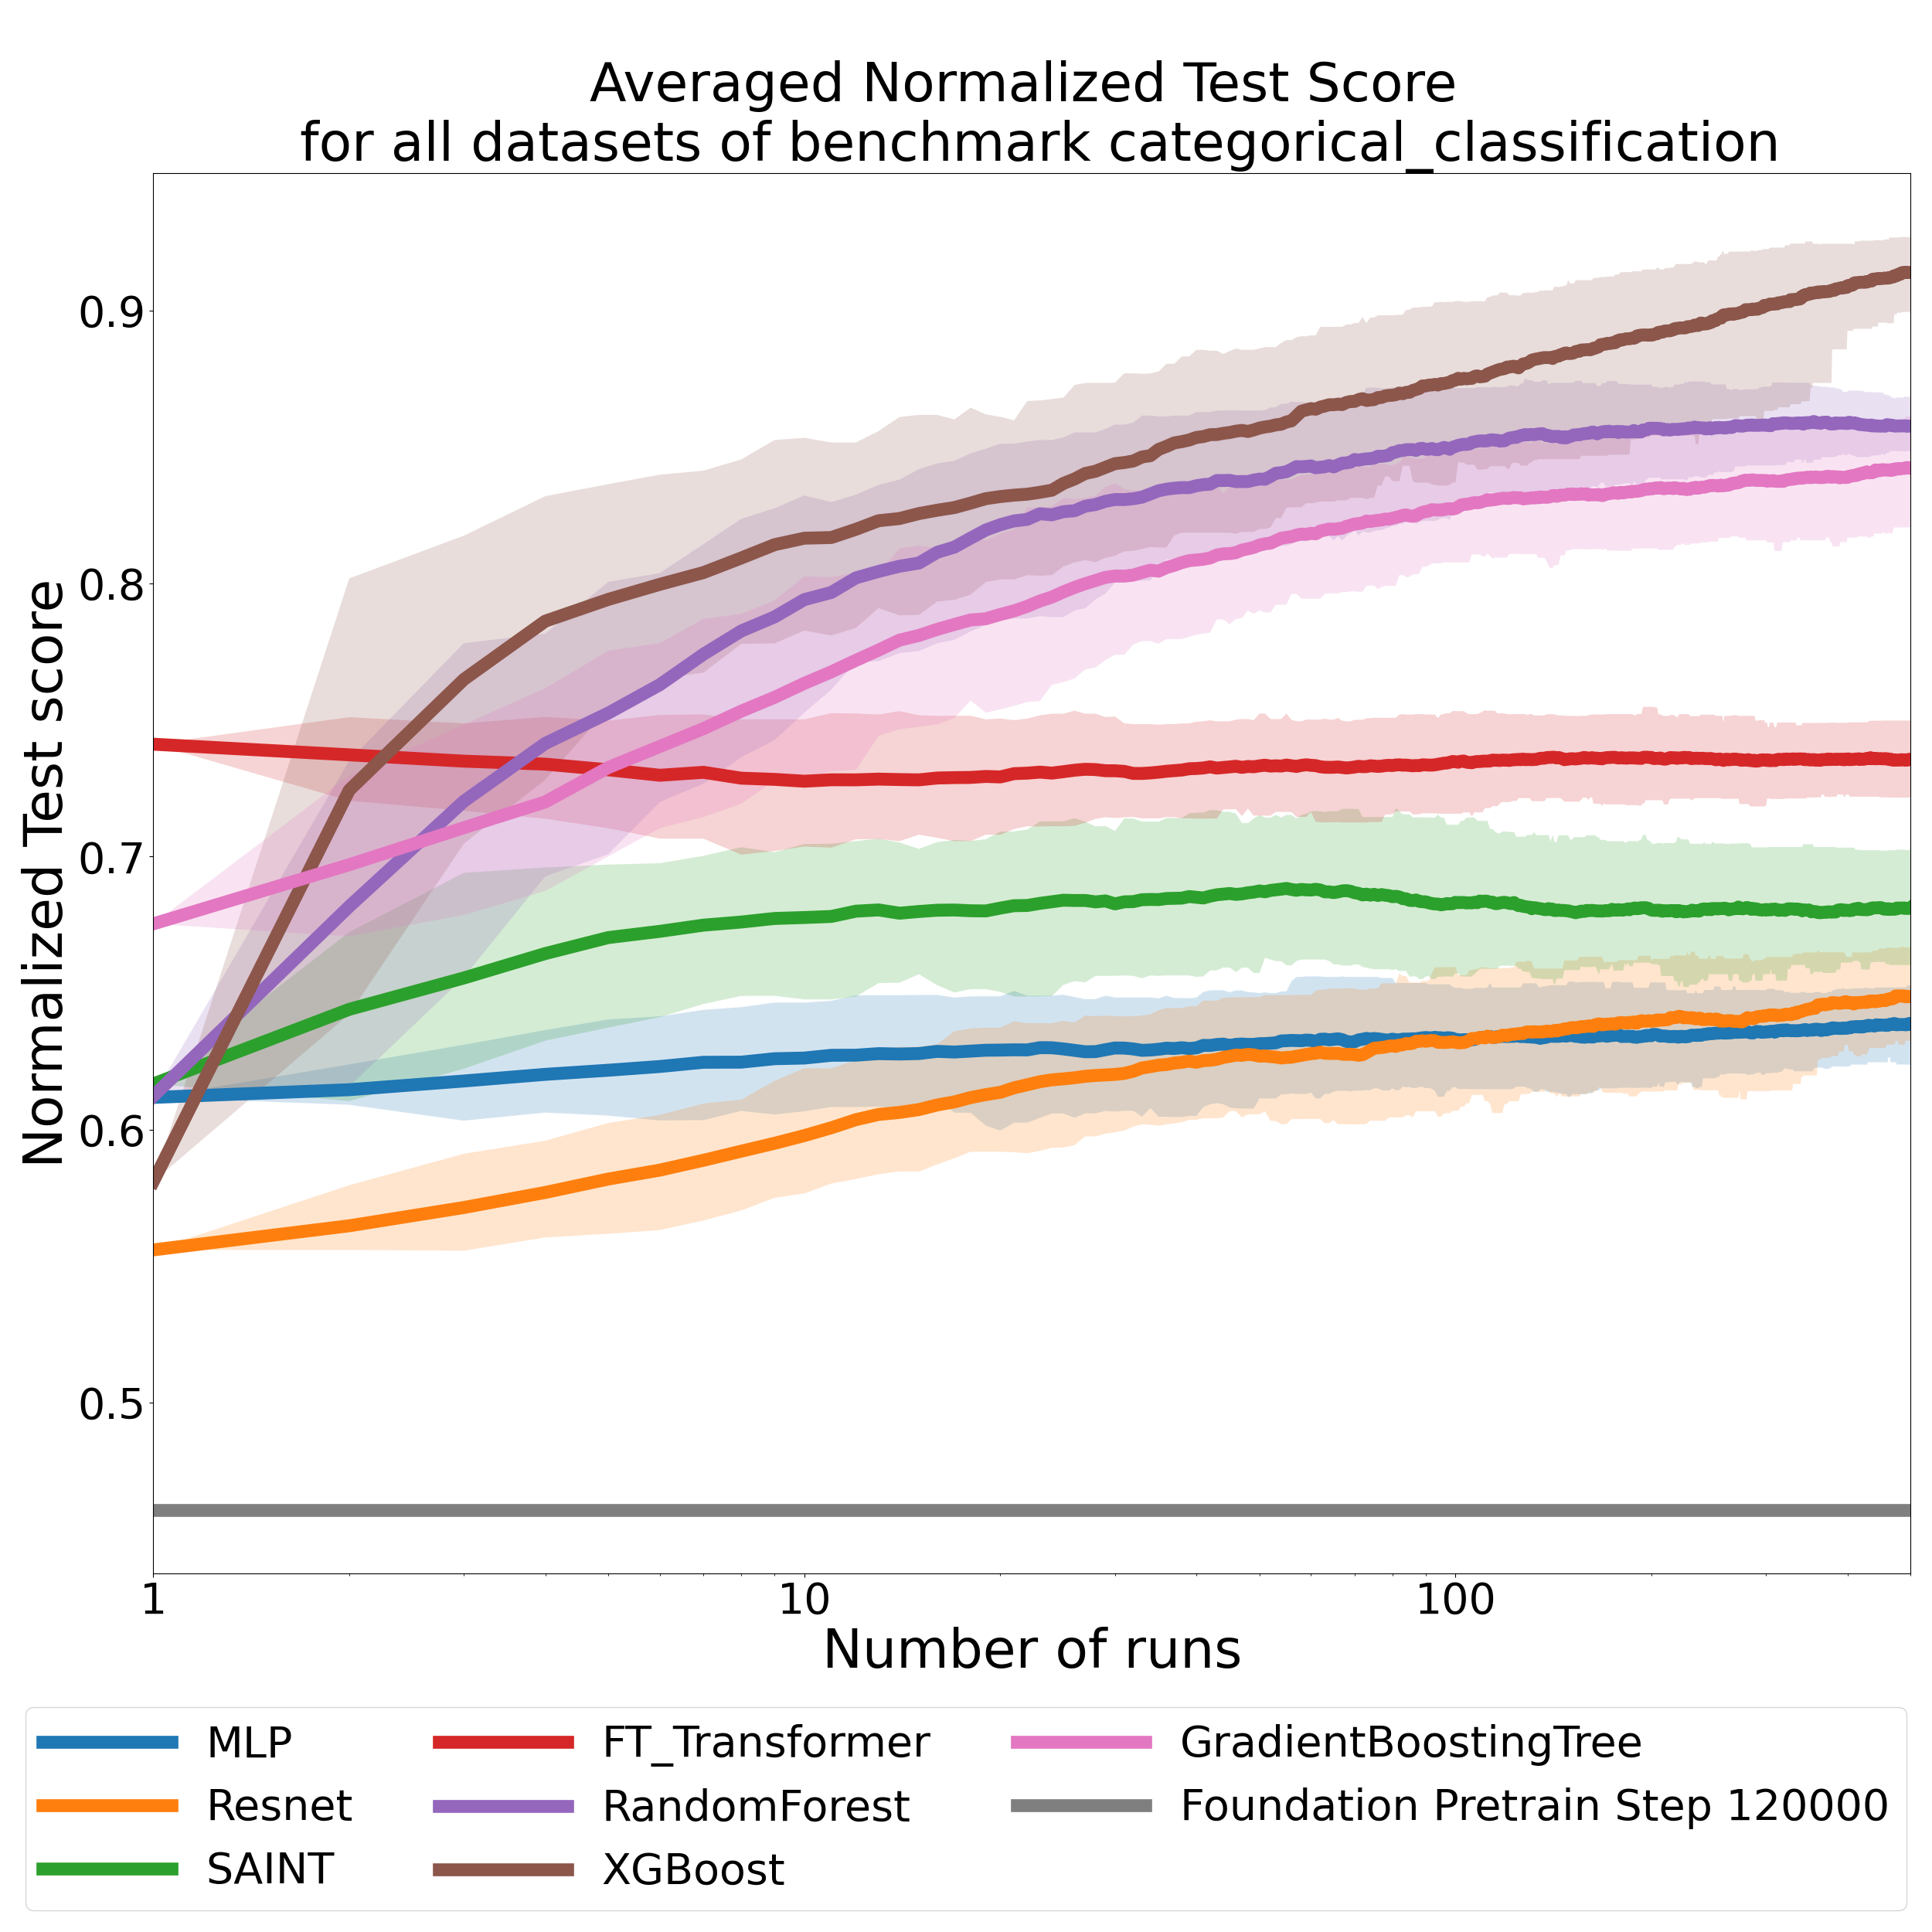 Averaged Normalized Test Score
for all datasets of benchmark categorical_classification
Normalized Test score
0.9
0.8
0.7
0.6
0.5
1
10
100
Number of runs
MLP
Resnet
SAINT
FT_Transformer
RandomForest
XGBoost
GradientBoostingTree
Foundation Pretrain Step 120000